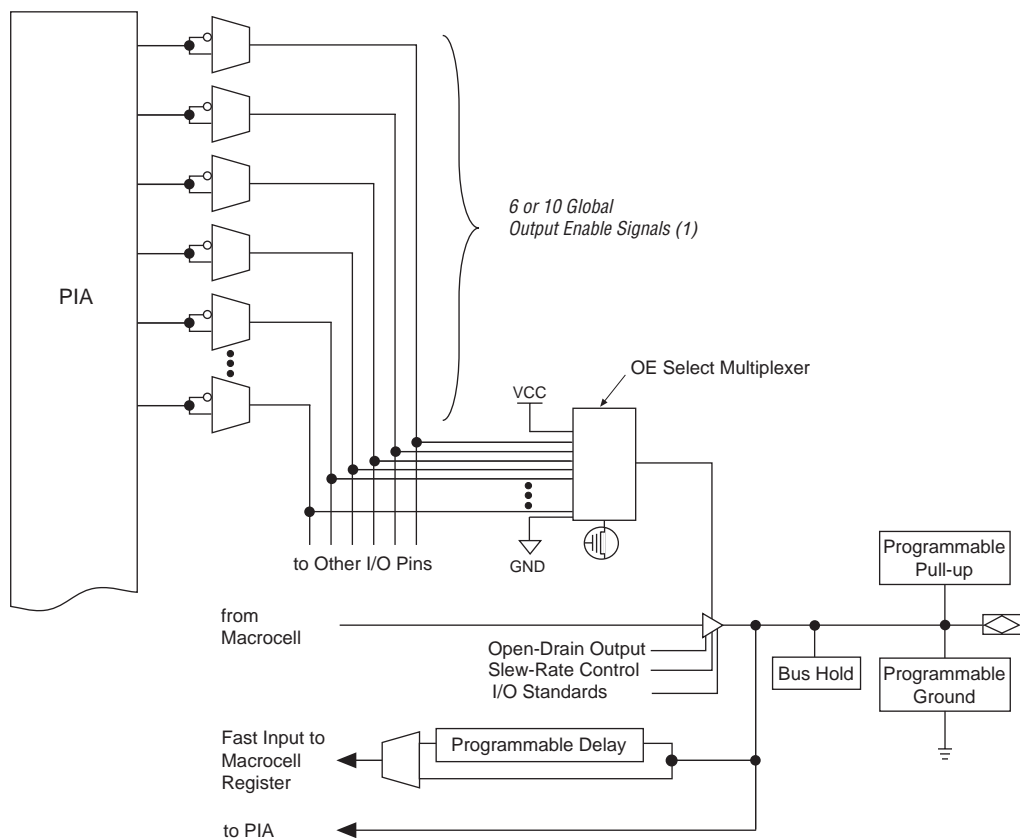 PIA
6 or 10 Global
Output Enable Signals (1)
OE Select Multiplexer
VCC
GND
to Other I/O Pins
Programmable
Pull-up
from
Macrocell
Open-Drain Output
Slew-Rate Control
I/O Standards
Bus Hold
Programmable
Ground
Fast Input to
Macrocell
Register
Programmable Delay
to PIA